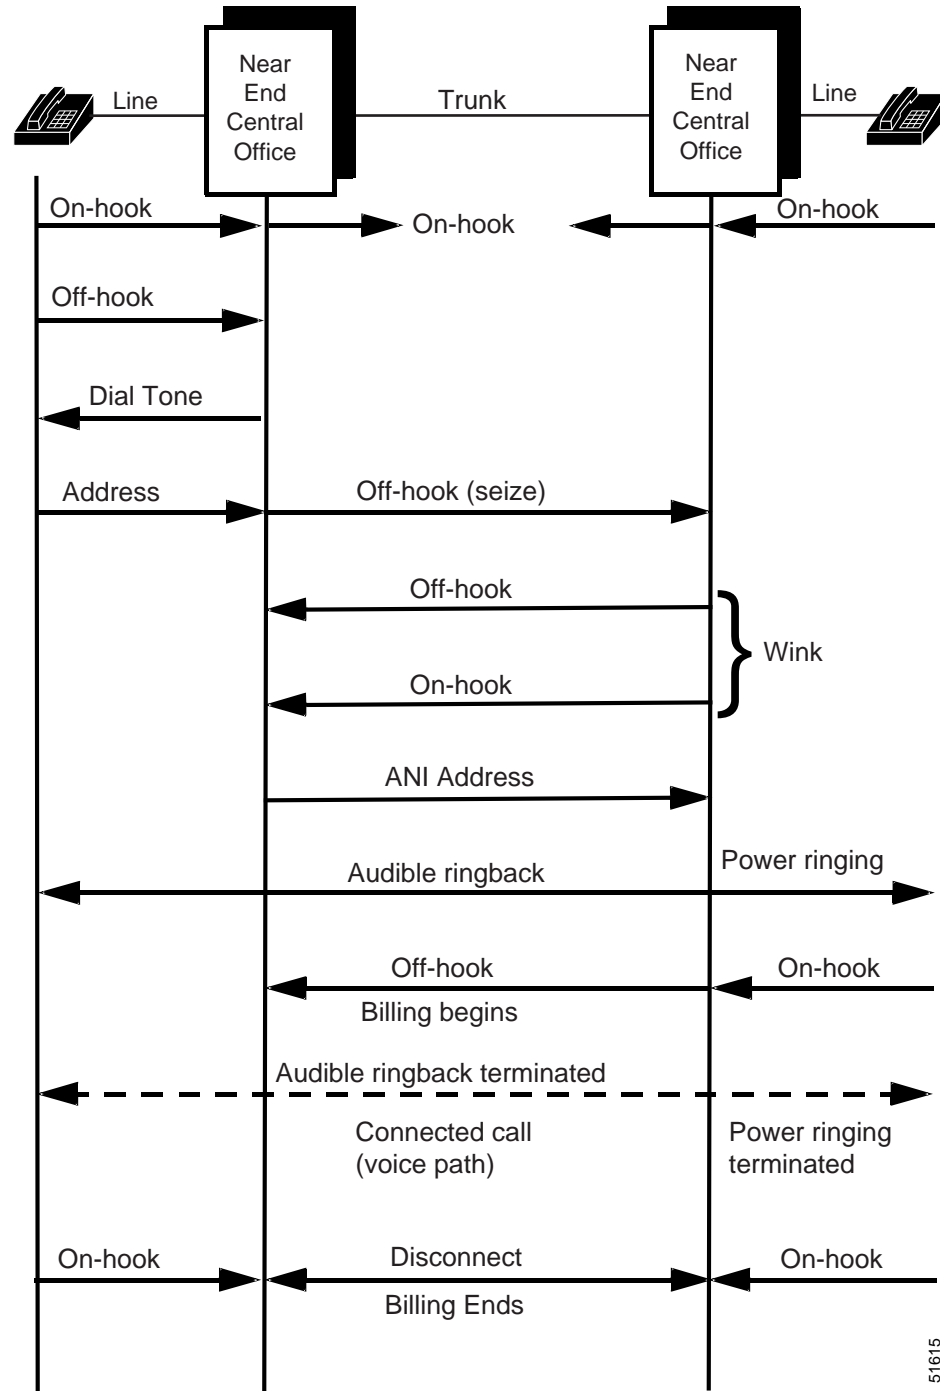 Near
End
Central
Office
Near
End
Central
Office
Line
Trunk
Line
On-hook
On-hook
On-hook
Off-hook
Dial Tone
Address
Off-hook (seize)
Off-hook
Wink
On-hook
ANI Address
Audible ringback
Power ringing
Off-hook
On-hook
Billing begins
Audible ringback terminated
Connected call
(voice path)
Power ringing
terminated
On-hook
Disconnect
On-hook
Billing Ends
51615